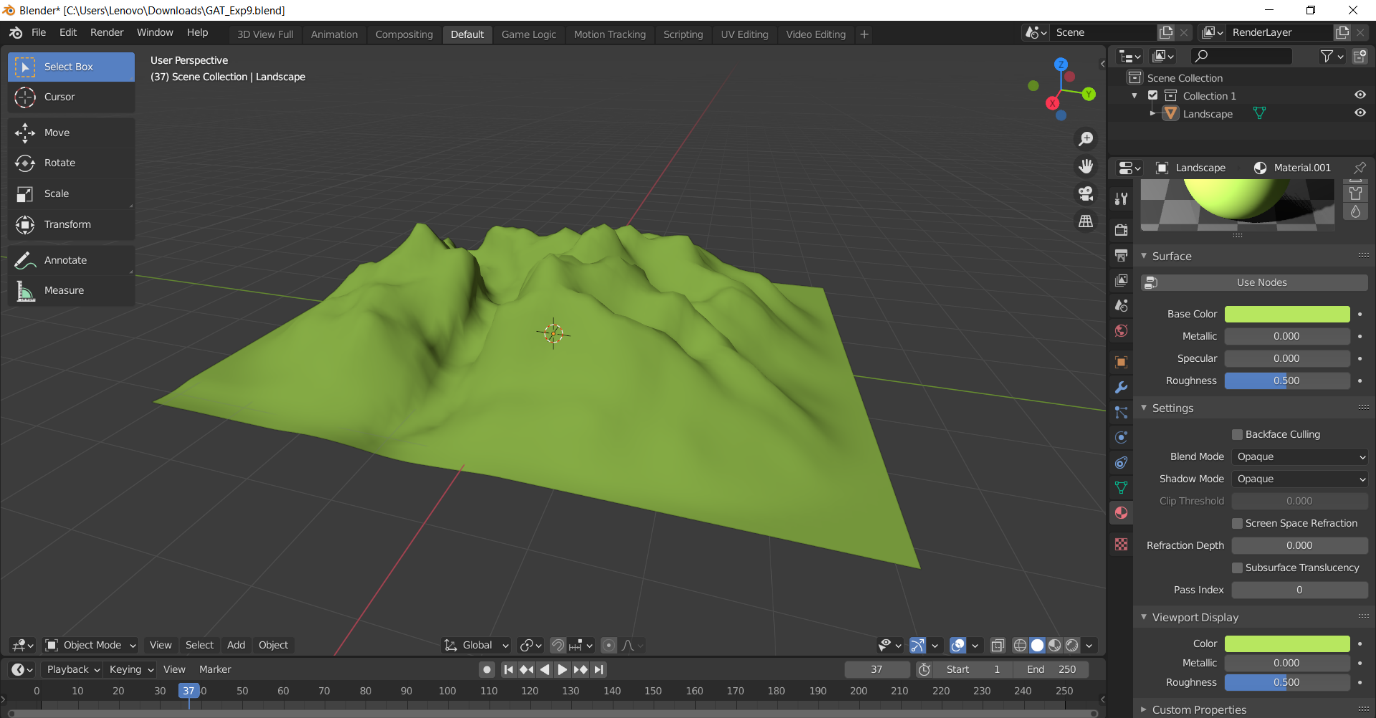 Blender* [C:\Users\Lenovo\Downloads\GAT_Exp9.blend]
File Edit Render Window Help 3D View Full Animation Compositing Default Game Logic Motion Tracking Scripting UV Editing Video Editing + Scene RenderLayer
Select Box
Cursor
Move
Rotate
Scale
Transform
Annotate
Measure
User Perspective
(37) Scene Collection | Landscape
Z
Y
X
Scene Collection
Collection 1
Landscape
Landscape Material.001
Surface
Use Nodes
Base Color
Metallic 0.000
Specular 0.000
Roughness 0.500
Settings
Backface Culling
Blend Mode Opaque
Shadow Mode Opaque
Clip Threshold 0.000
Screen Space Refraction
Refraction Depth 0.000
Subsurface Translucency
Pass Index 0
Viewport Display
Color
Metallic 0.000
Roughness 0.500
Custom Properties
Object Mode View Select Add Object Global
Playback Keying View Marker 37 Start 1 End 250
0 10 20 30 37 40 50 60 70 80 90 100 110 120 130 140 150 160 170 180 190 200 210 220 230 240 250